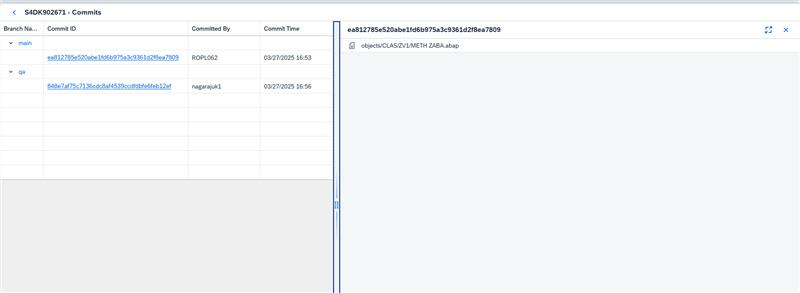 S4DK902671 - Commits
Branch Na... Commit ID Committed By Commit Time
main
ea812785e520abe1fd6b975a3c9361d2f8ea7809 ROPL062 03/27/2025 16:53
qa
848e7af75c7136cdc8af4539ccdfdbfe6feb12ef nagarajuk1 03/27/2025 16:56
ea812785e520abe1fd6b975a3c9361d2f8ea7809
objects/CLAS/ZV1/METH ZABA.abap